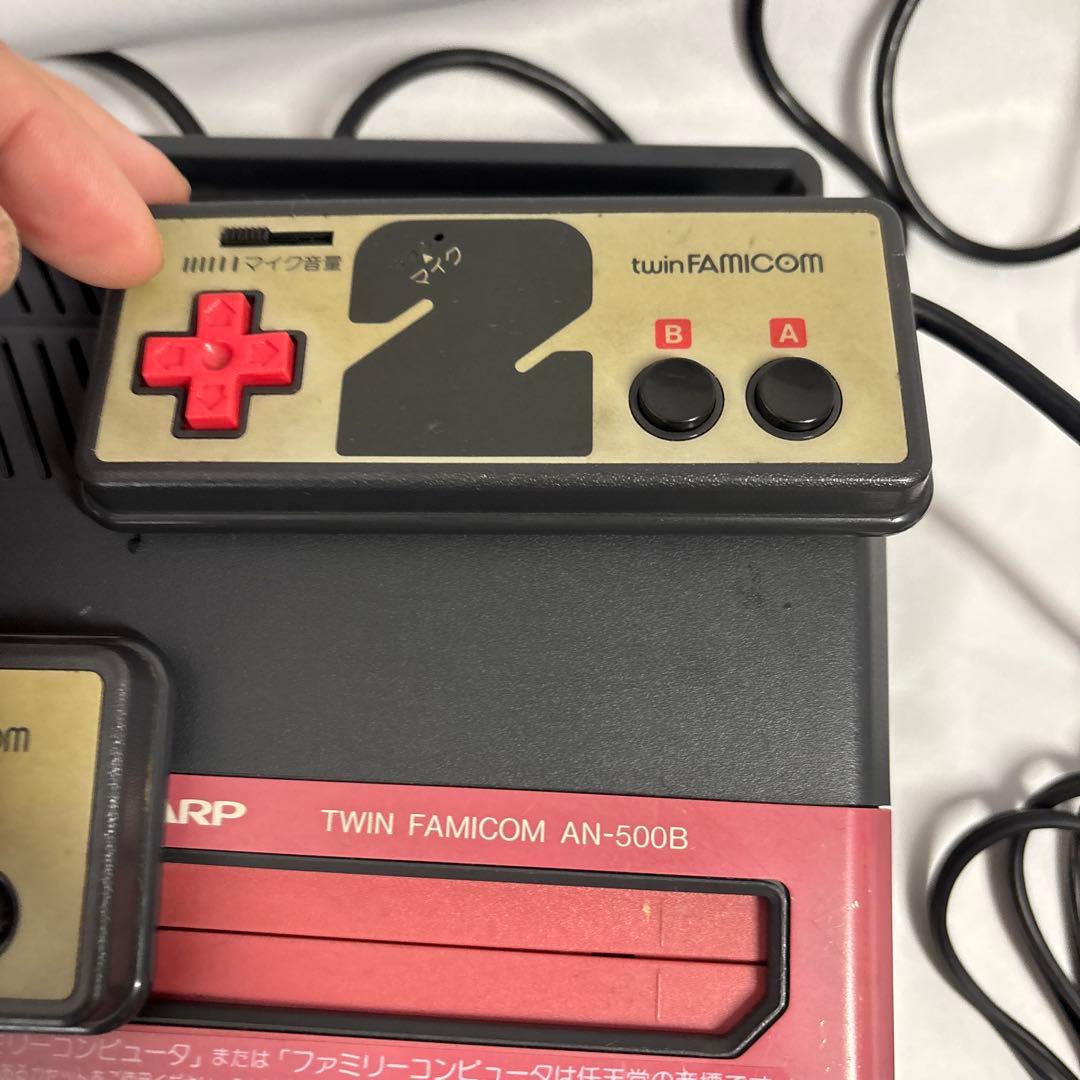 マイク音量
2
マイク
twin FAMICOM
B A
om
ARP
TWIN FAMICOM AN-500B
リーコンピュータ」または「ファミリーコンピュータは任天堂の商標です